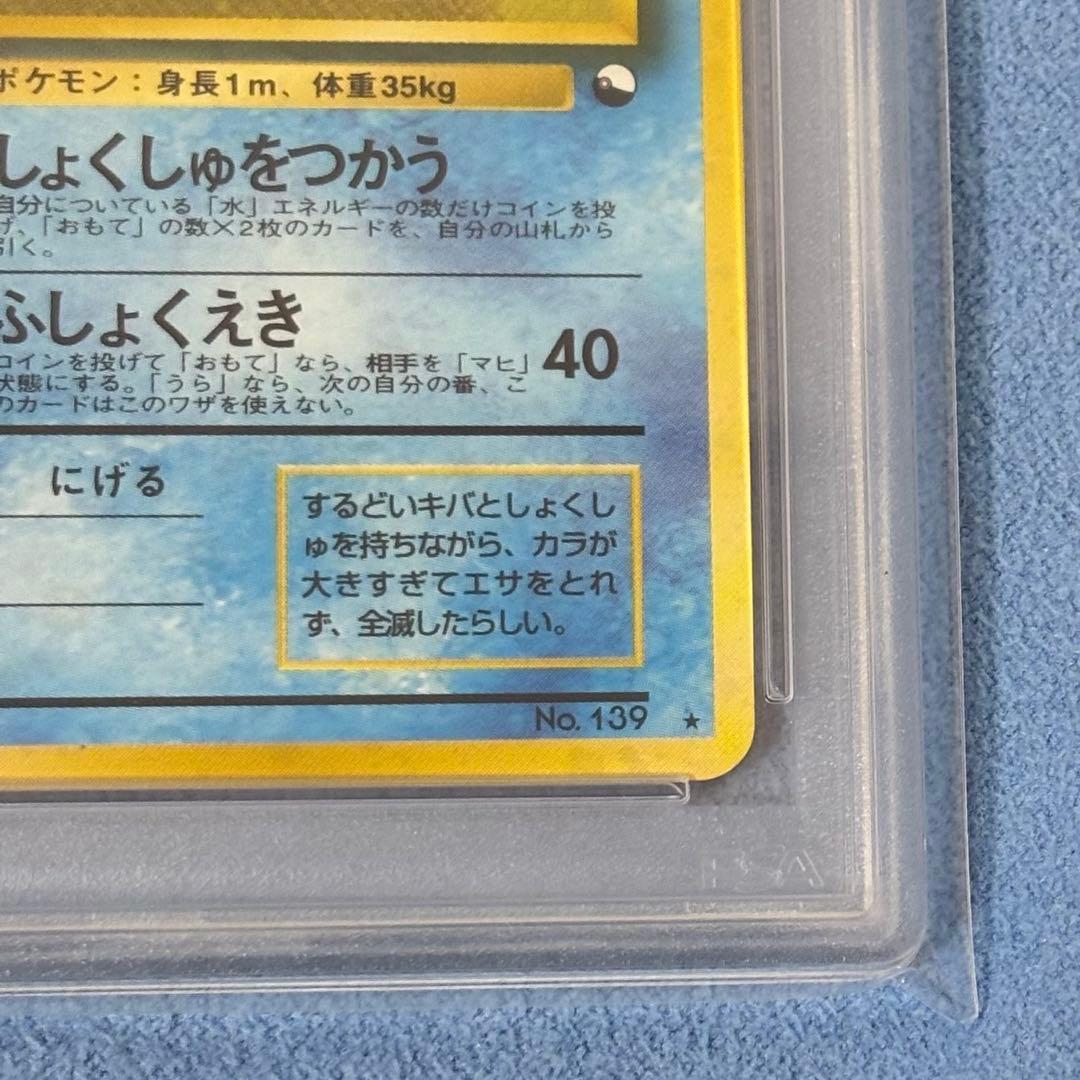 ポケモン：身長1m、体重35kg
しょくしゅをつかう
自分についている「水」エネルギーの数だけコインを投
げ、「おもて」の数×2枚のカードを、自分の山札から
引く。
ふしょくえき
40
コインを投げて「おもて」なら、相手を「マヒ」
状態にする。「うら」なら、次の自分の番、こ
のカードはこのワザを使えない。
にげる
するどいキバとしょくし
ゅを持ちながら、カラが
大きすぎてエサをとれ
ず、全滅したらしい。
No. 139 ★
PSA